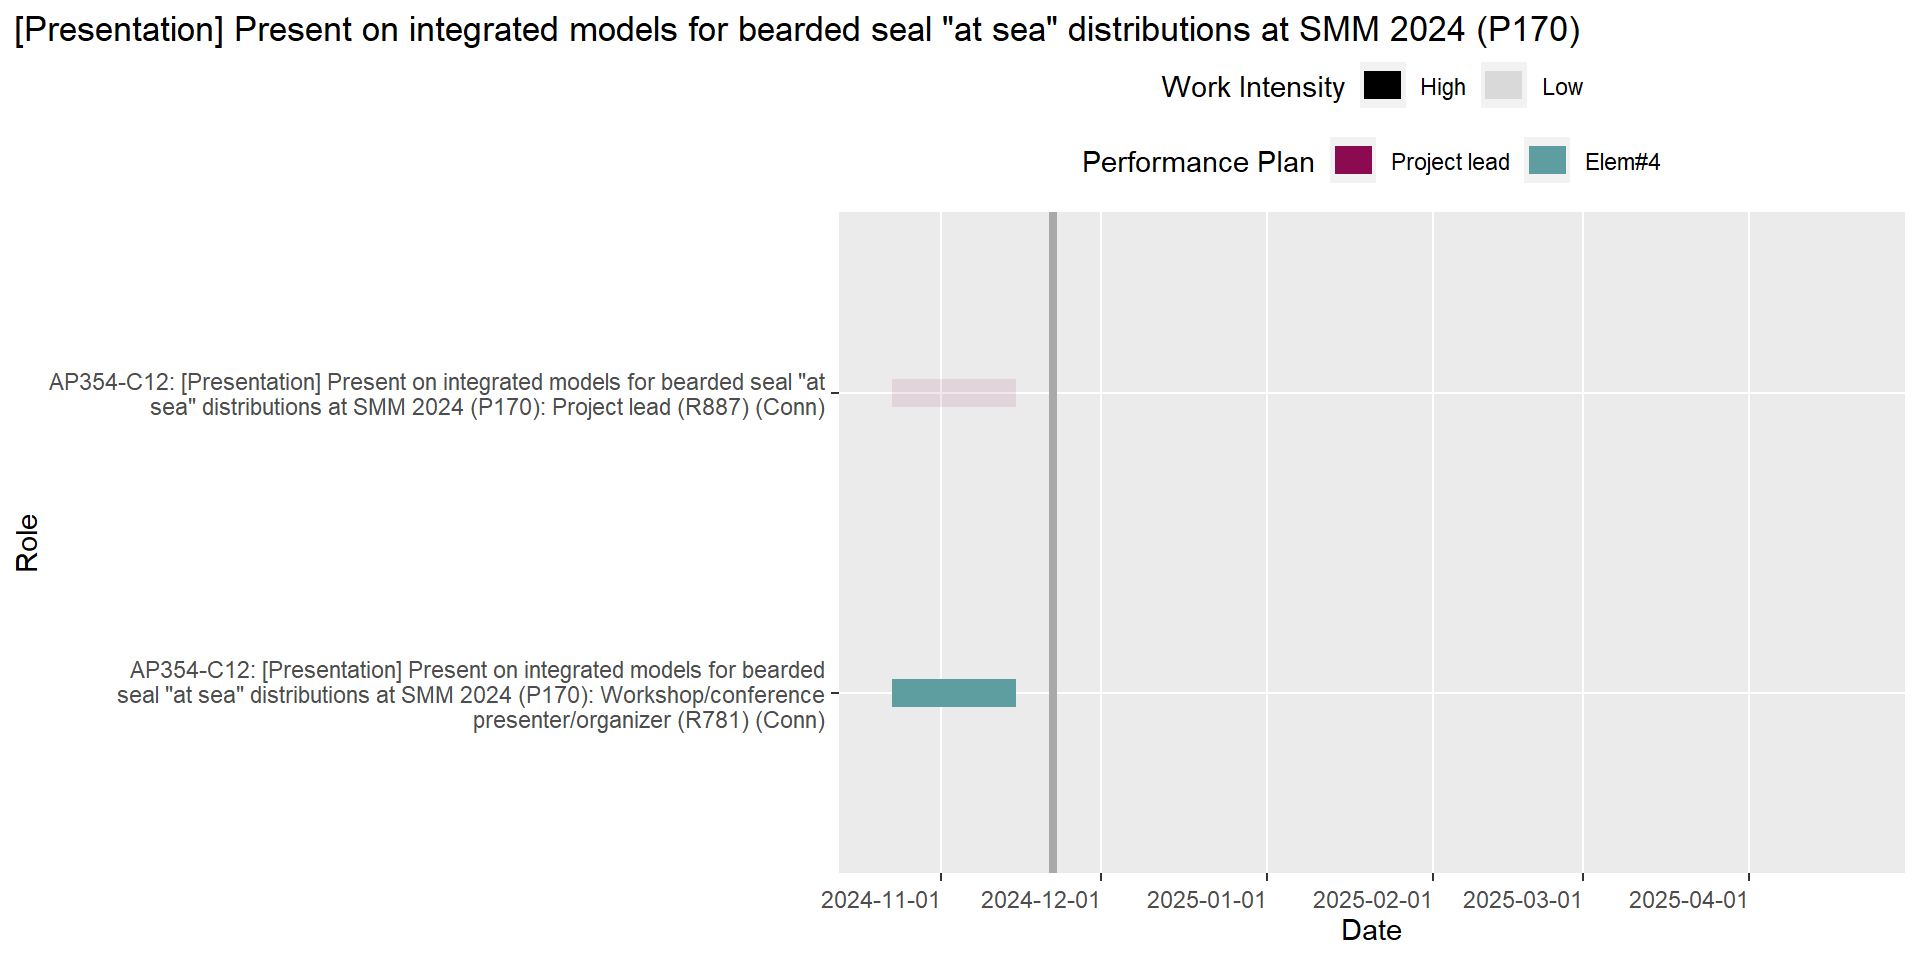 [Presentation] Present on integrated models for bearded seal "at sea" distributions at SMM 2024 (P170)
Work Intensity High Low
Performance Plan Project lead Elem#4
AP354-C12: [Presentation] Present on integrated models for bearded seal "at
sea" distributions at SMM 2024 (P170): Project lead (R887) (Conn)
Role
AP354-C12: [Presentation] Present on integrated models for bearded
seal "at sea" distributions at SMM 2024 (P170): Workshop/conference
presenter/organizer (R781) (Conn)
2024-11-01 2024-12-01 2025-01-01 2025-02-01 2025-03-01 2025-04-01
Date